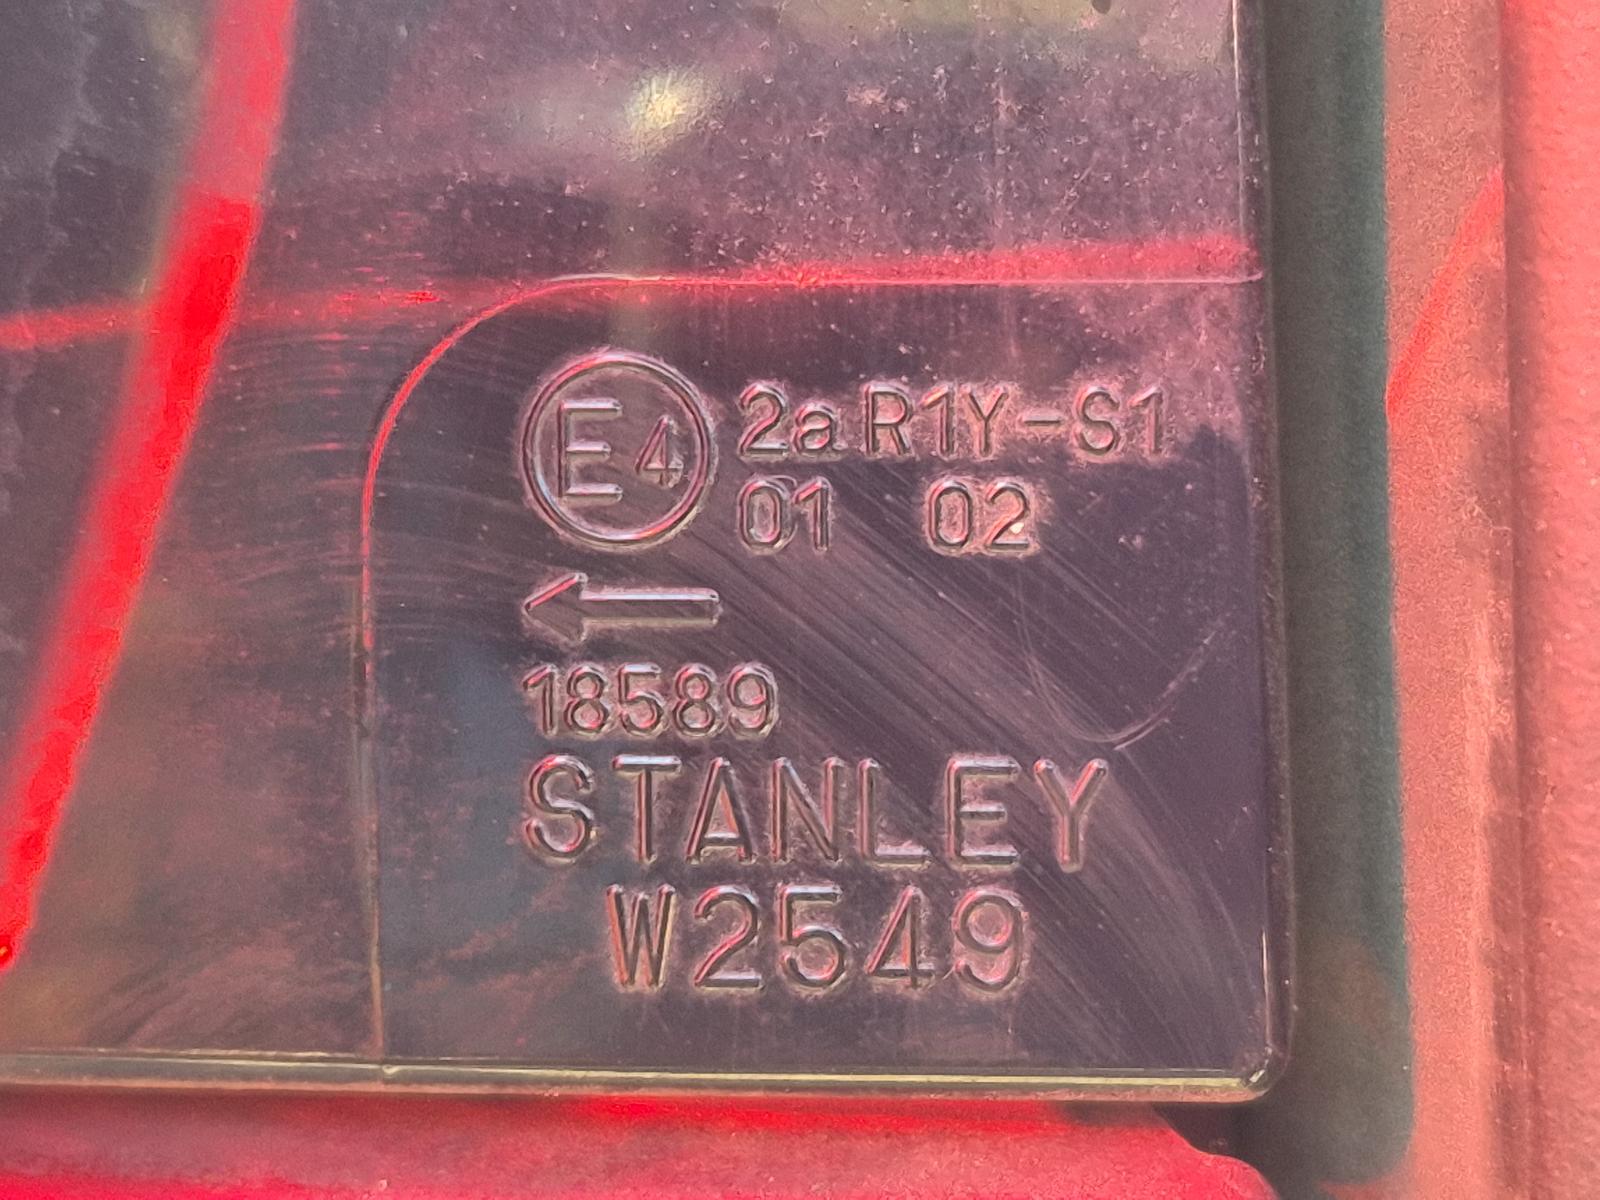 E4 2a R1Y-S1
01 02
←
18589
STANLEY
W2549